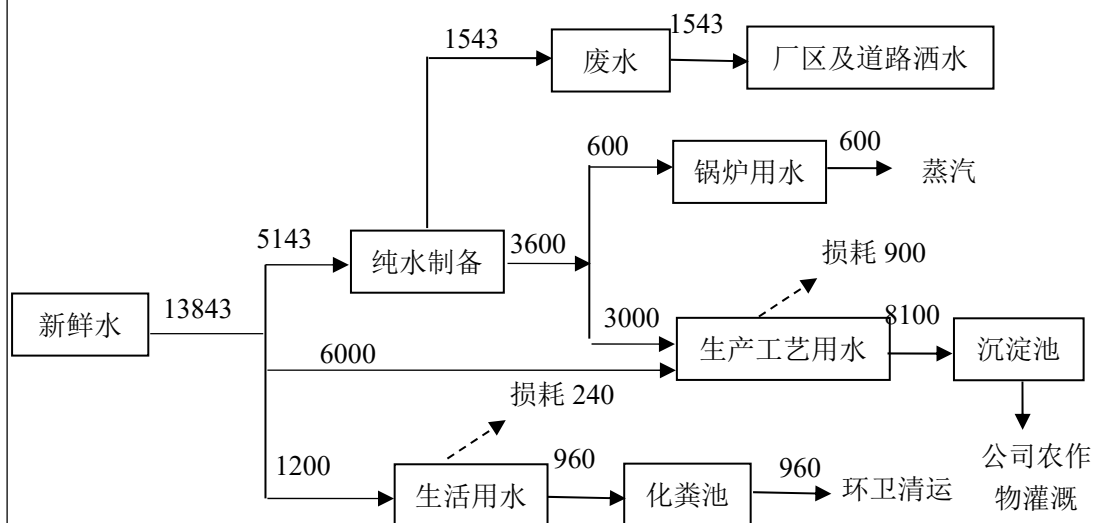 1543
废水
1543
厂区及道路洒水
600
锅炉用水
600
蒸汽
5143
纯水制备
3600
损耗 900
新鲜水
13843
3000
生产工艺用水
8100
沉淀池
6000
损耗 240
公司农作
物灌溉
1200
生活用水
960
化粪池
960
环卫清运